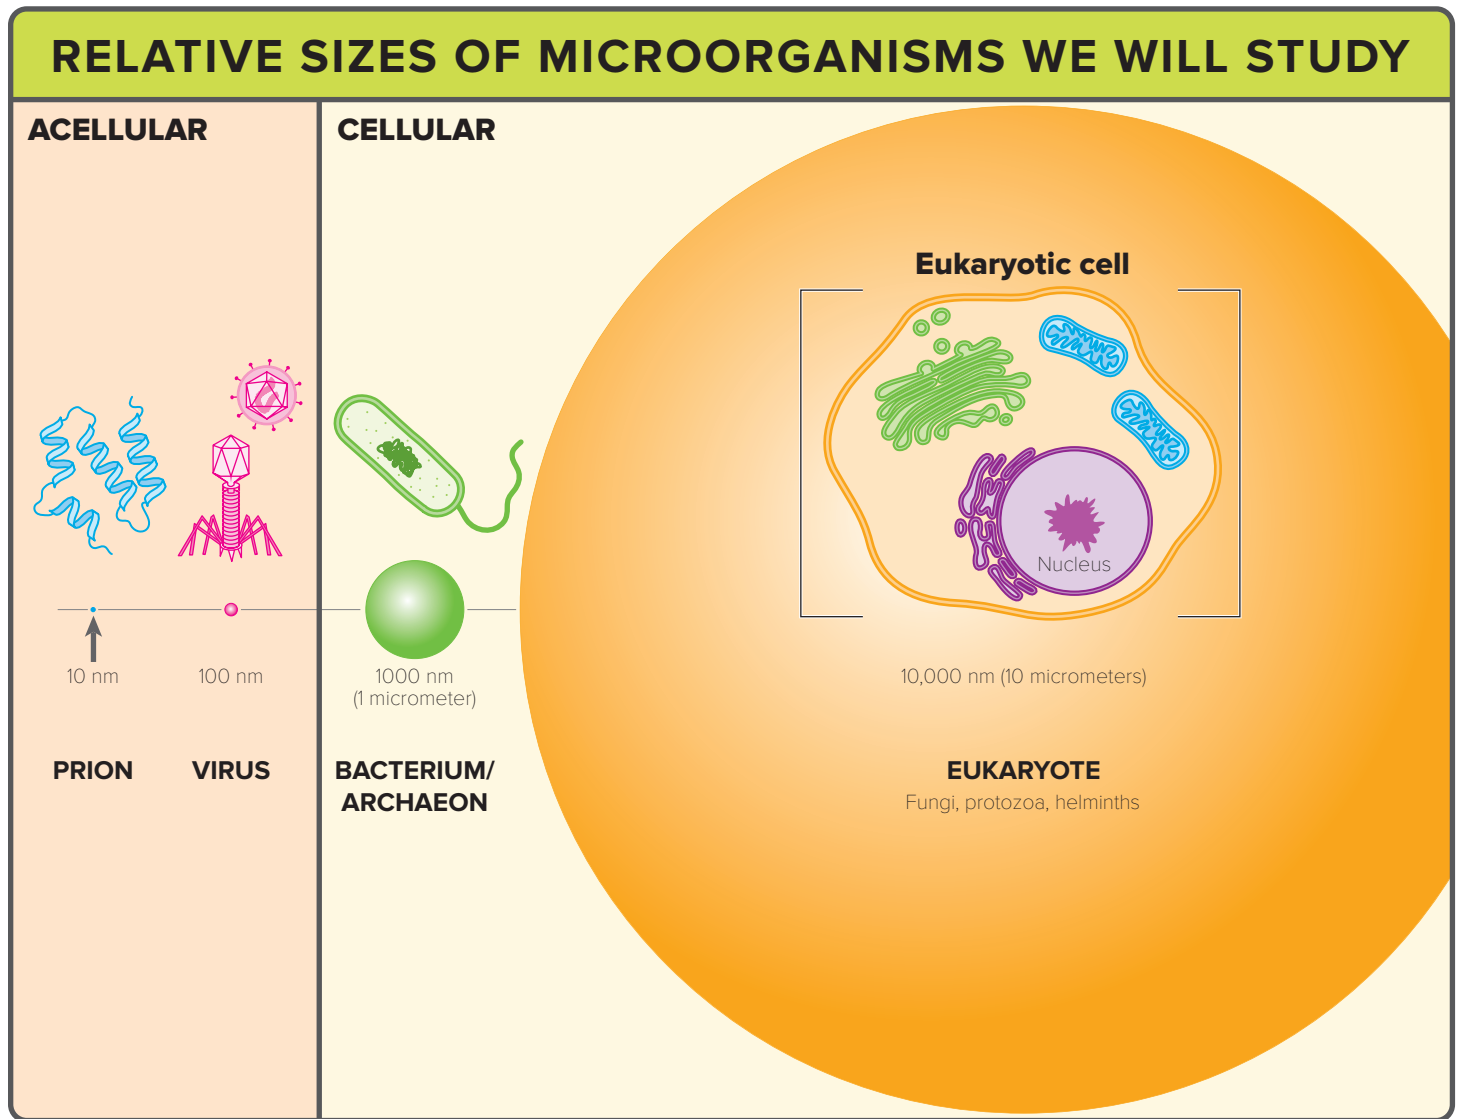 RELATIVE SIZES OF MICROORGANISMS WE WILL STUDY
ACELLULAR
CELLULAR
Eukaryotic cell
Nucleus
10 nm
100 nm
1000 nm
(1 micrometer)
10,000 nm (10 micrometers)
PRION
VIRUS
BACTERIUM/
ARCHAEON
EUKARYOTE
Fungi, protozoa, helminths